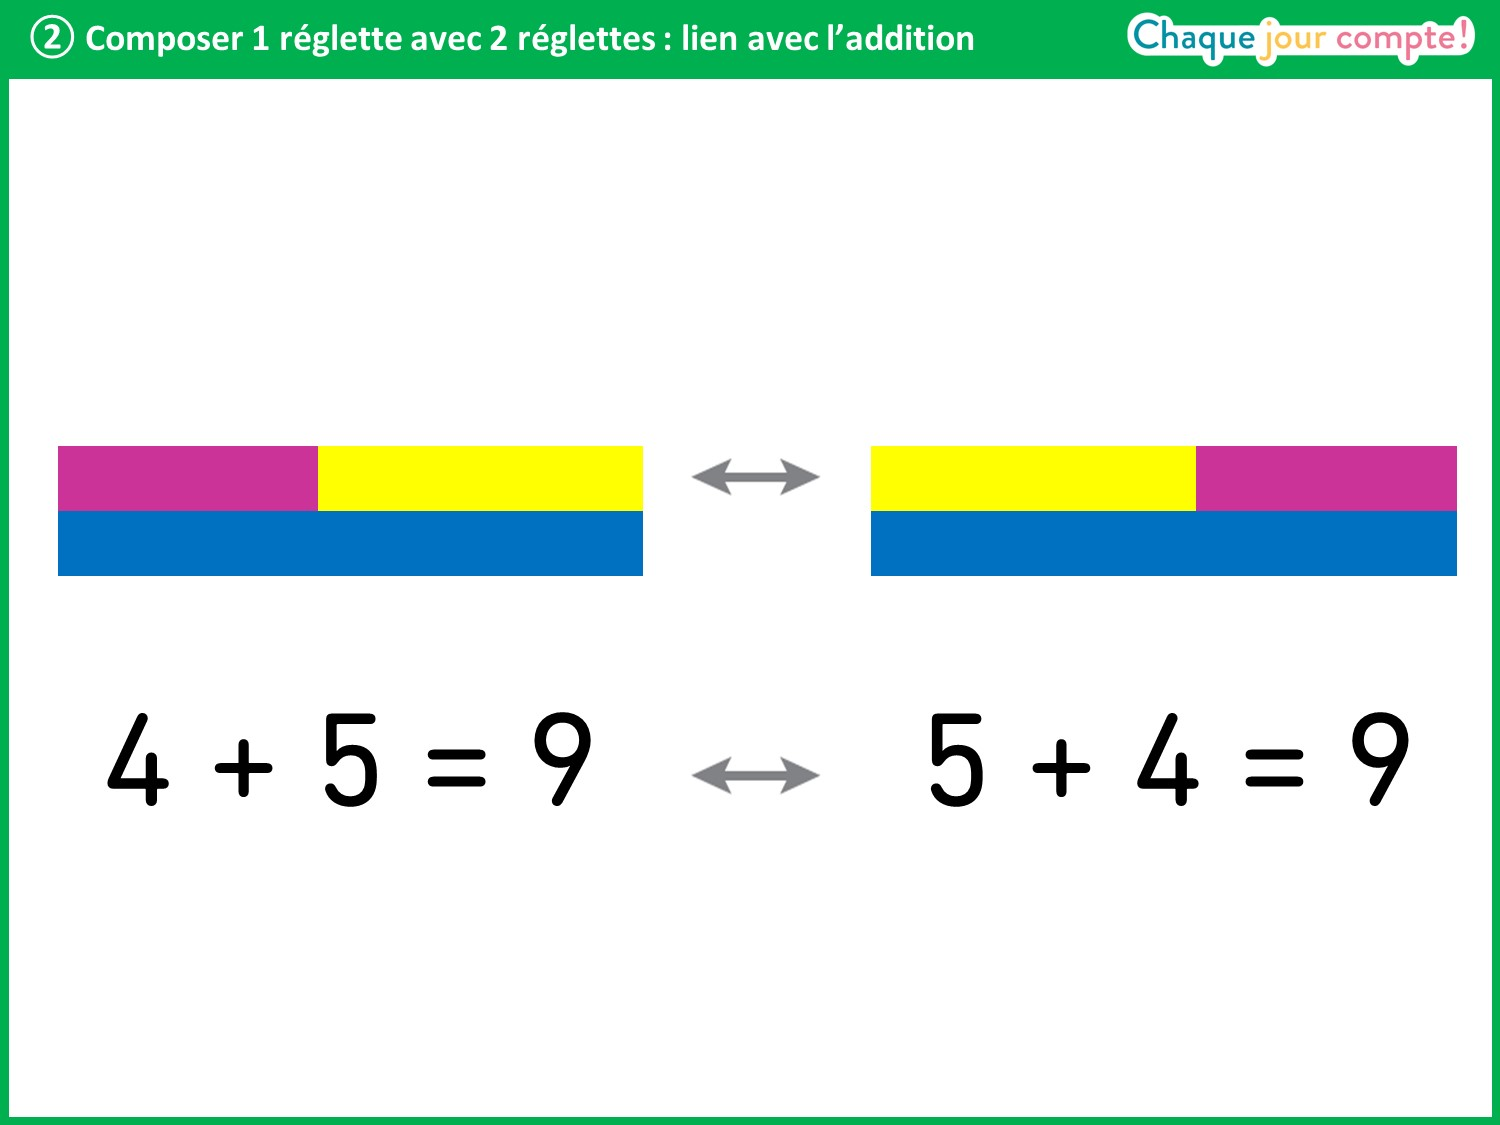 ② Composer 1 réglette avec 2 réglettes : lien avec l’addition
Chaque jour compte!
4 + 5 = 9
5 + 4 = 9